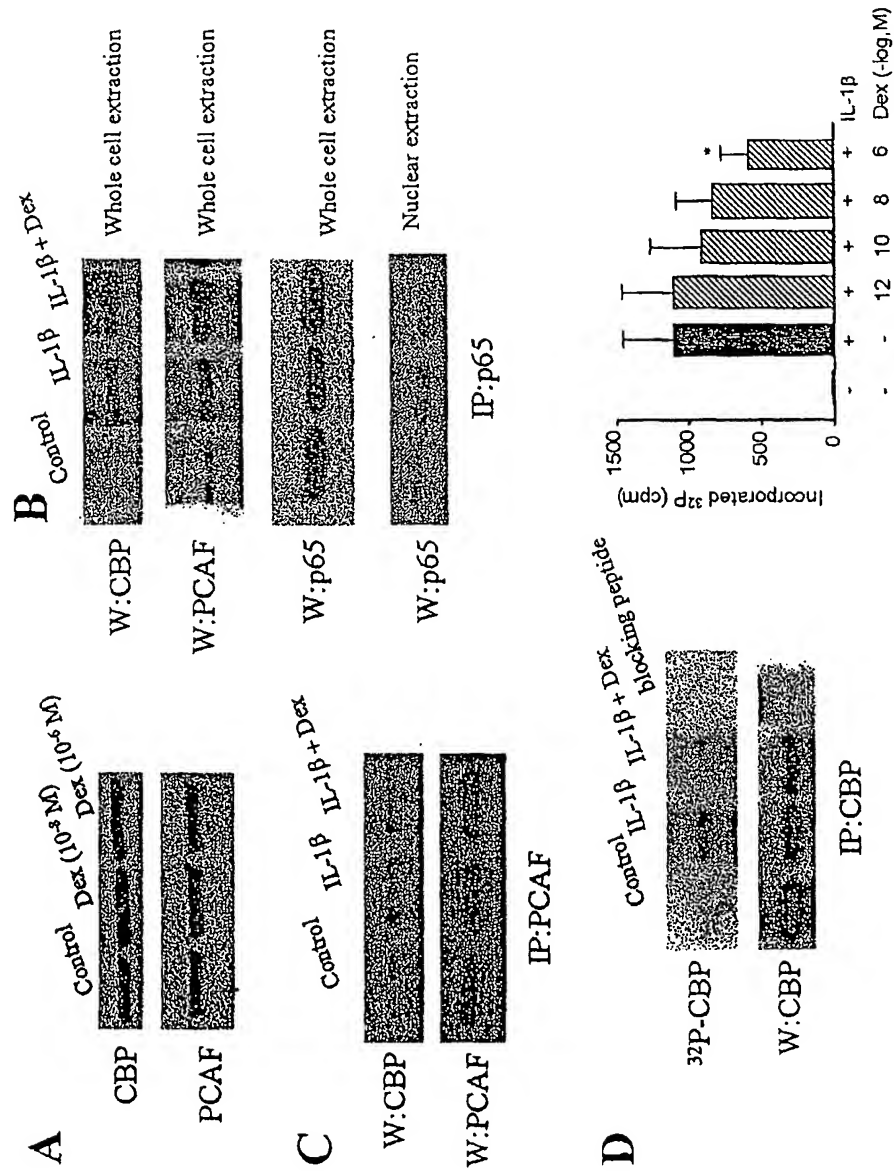 A
Control Dex (10-8 M) Dex (10-6 M)
CBP
PCAF
B
Control IL-1β IL-1β + Dex
W:CBP Whole cell extraction
W:PCAF Whole cell extraction
W:p65 Whole cell extraction
W:p65 Nuclear extraction
IP:p65
C
Control IL-1β IL-1β + Dex
W:CBP
W:PCAF
IP:PCAF
D
Control IL-1β IL-1β + Dex blocking peptide
32P-CBP
W:CBP
IP:CBP
Incorporated 32P (cpm)
1500
1000
500
0
*
- + + + + + IL-1β
- - 12 10 8 6 Dex (-log,M)